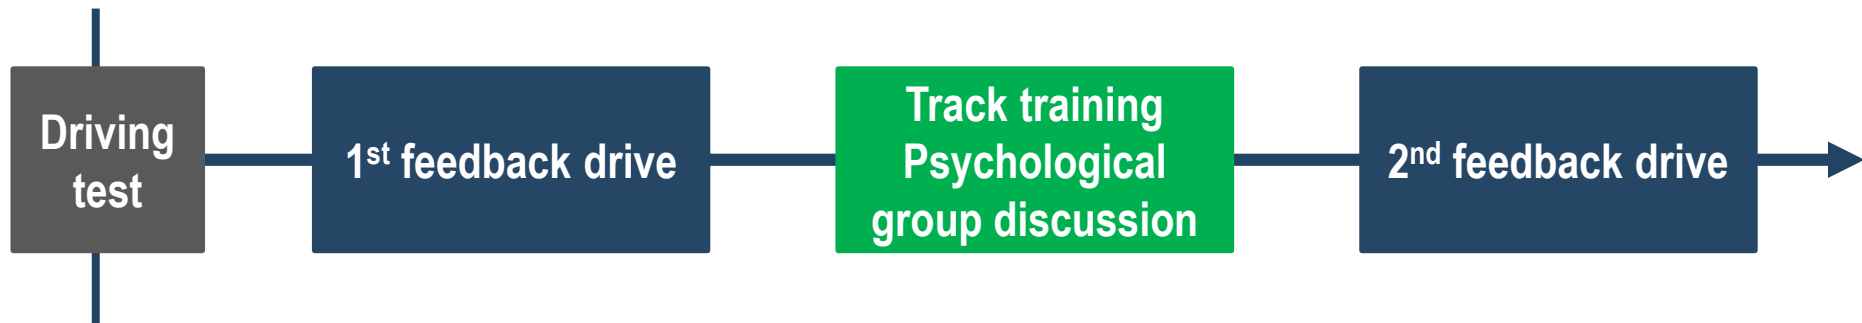 Driving
test
1st feedback drive
Track training
Psychological
group discussion
2nd feedback drive